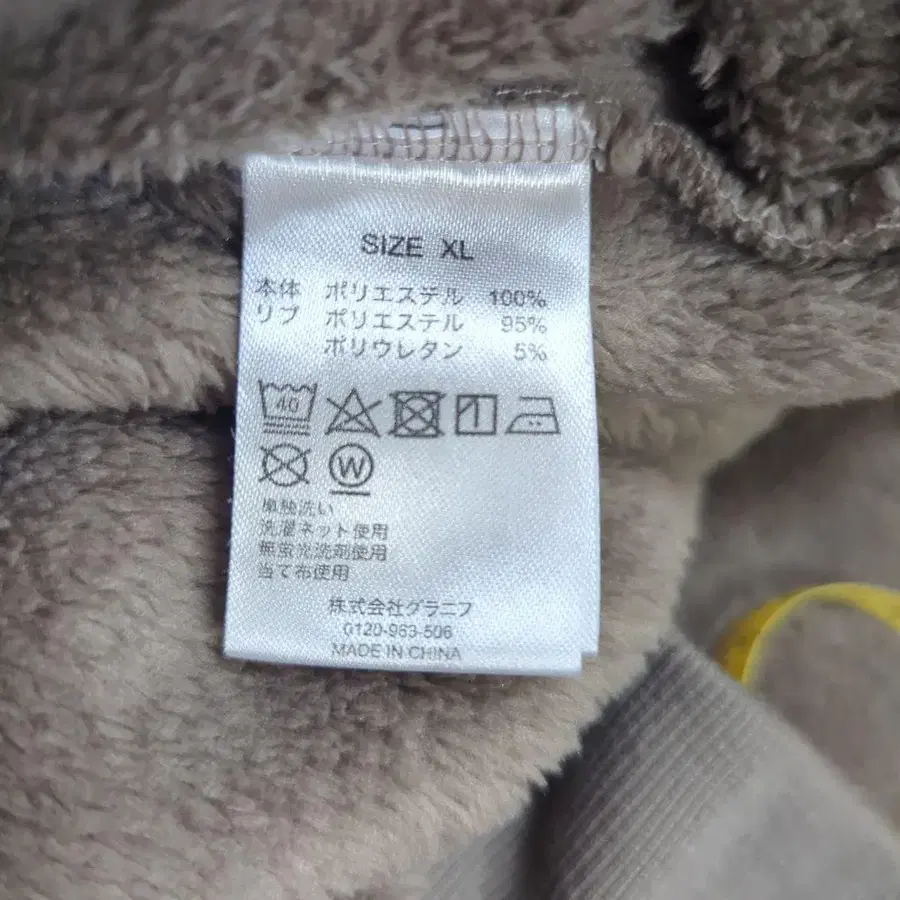 SIZE XL
本体 ポリエステル 100%
リブ ポリエステル 95%
ポリウレタン 5%
40
W
単独洗い
洗濯ネット使用
無蛍光洗剤使用
当て布使用
株式会社グラニフ
0120-963-506
MADE IN CHINA